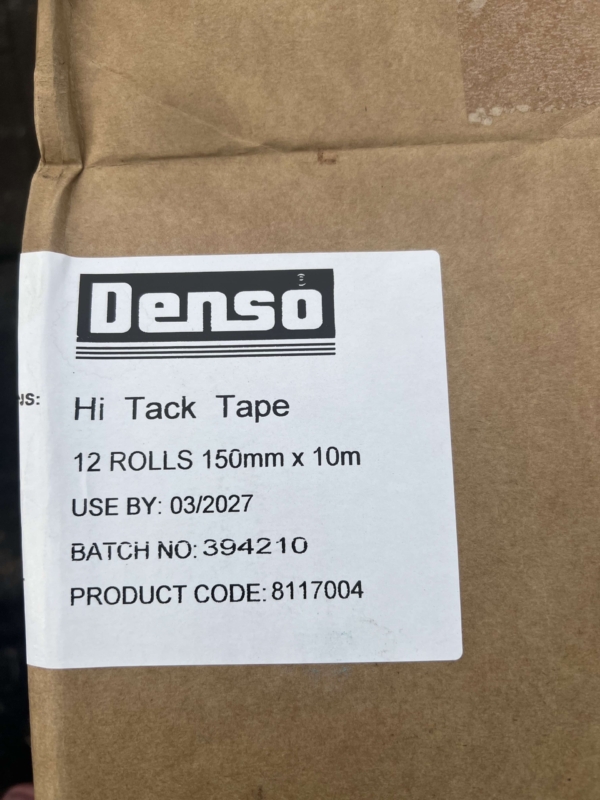 Denso
Hi Tack Tape
12 ROLLS 150mm x 10m
USE BY: 03/2027
BATCH NO: 394210
PRODUCT CODE: 8117004